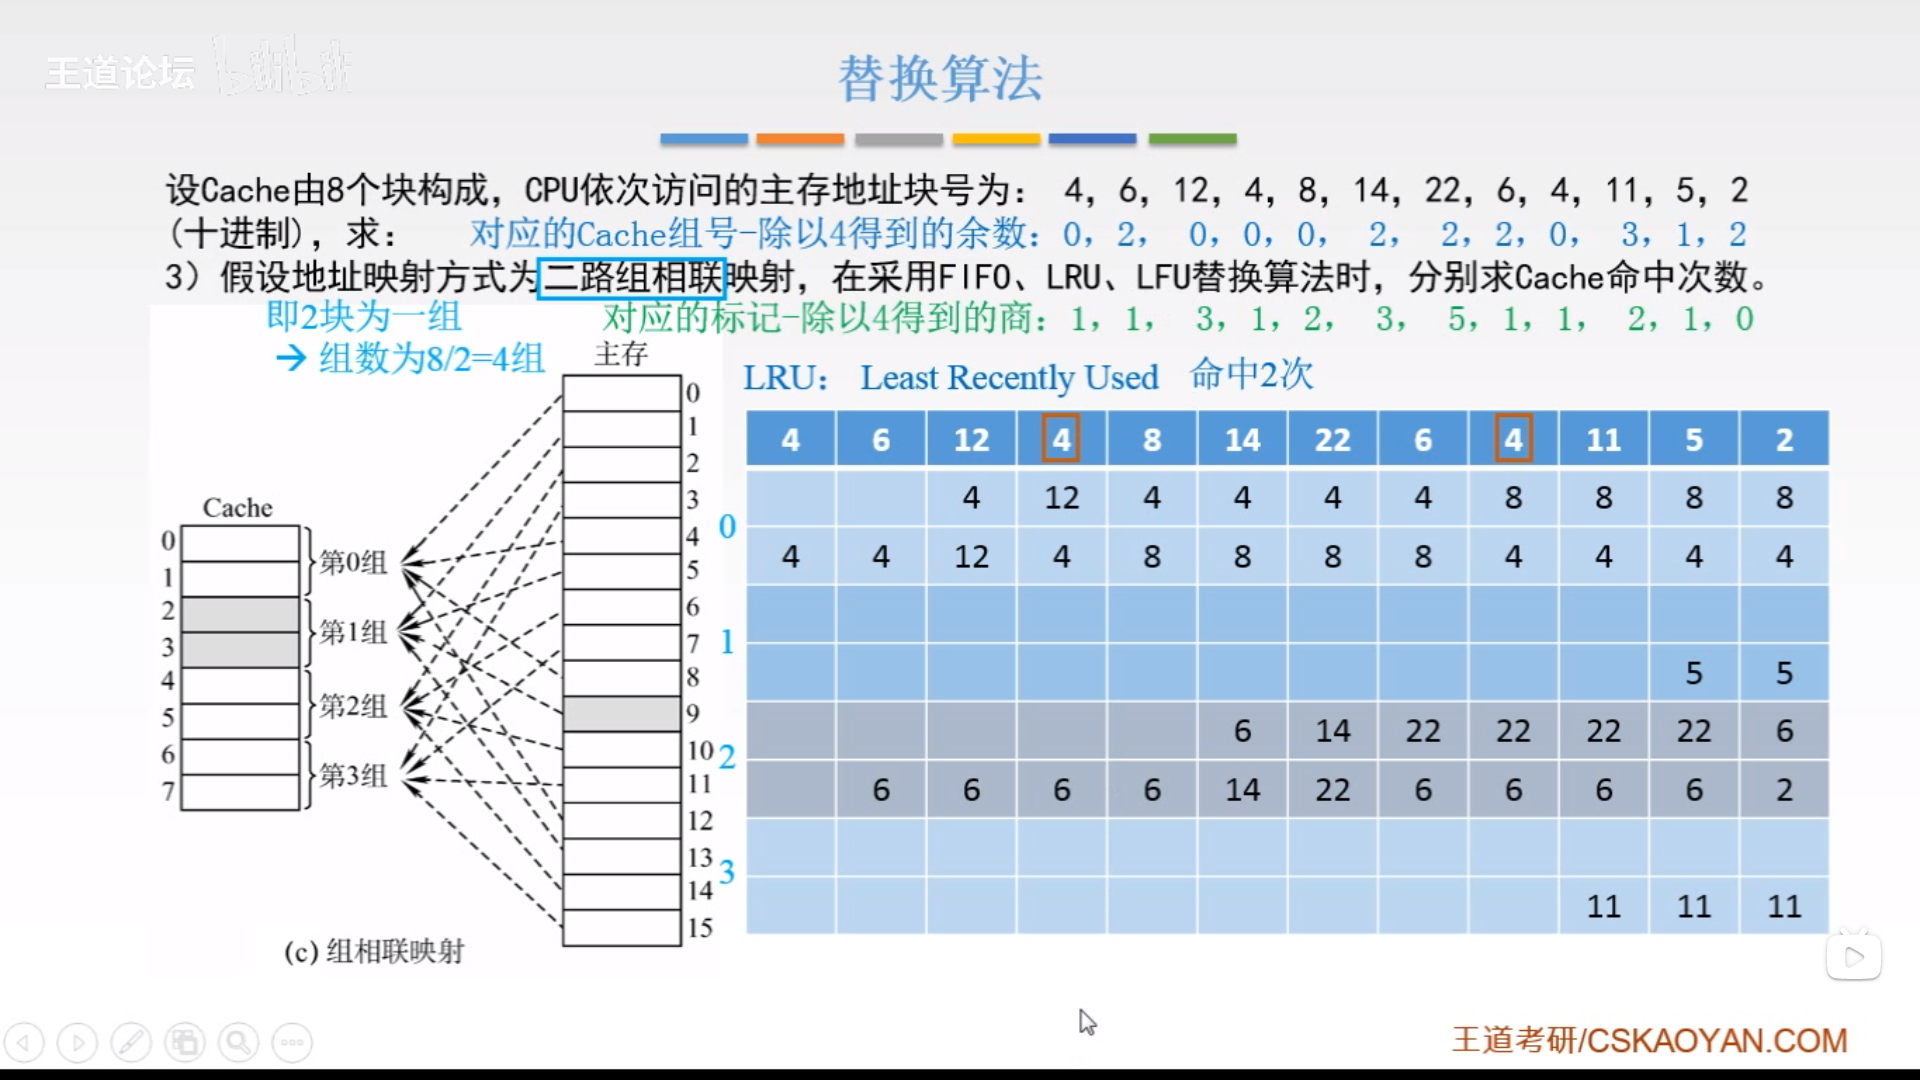 王道论坛 bilibili
替换算法
设Cache由8个块构成，CPU依次访问的主存地址块号为： 4，6，12，4，8，14，22，6，4，11，5，2
(十进制)，求： 对应的Cache组号-除以4得到的余数：0，2， 0，0，0， 2， 2，2，0， 3，1，2
3）假设地址映射方式为二路组相联映射，在采用FIFO、LRU、LFU替换算法时，分别求Cache命中次数。
即2块为一组 对应的标记-除以4得到的商：1，1， 3，1，2， 3， 5，1，1， 2，1，0
→ 组数为8/2=4组
主存
Cache
0
1
2
3
4
5
6
7
第0组
第1组
第2组
第3组
0
1
2
3
4
5
6
7
8
9
10
11
12
13
14
15
(c) 组相联映射
LRU： Least Recently Used 命中2次
4 6 12 4 8 14 22 6 4 11 5 2
4 12 4 4 4 4 8 8 8 8
0
4 4 12 4 8 8 8 8 4 4 4 4
1
5 5
6 14 22 22 22 22 6
2
6 6 6 6 14 22 6 6 6 6 2
3
11 11 11
王道考研/CSKAOYAN.COM